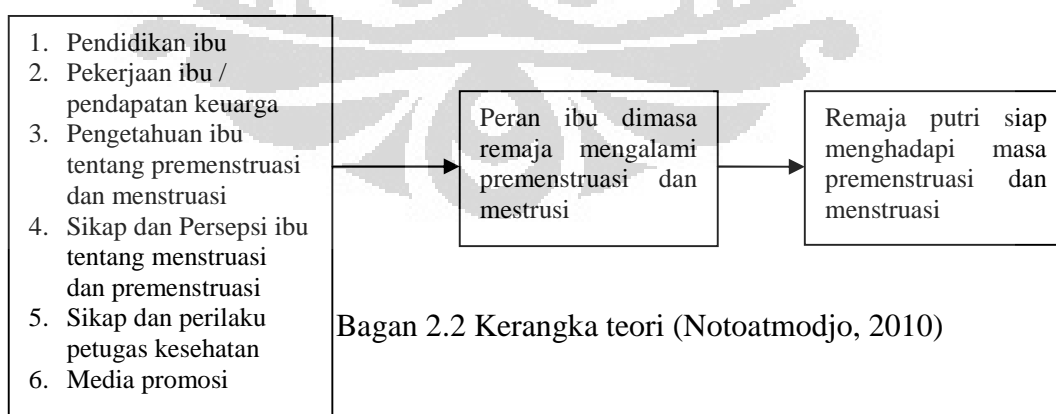 1. Pendidikan ibu
2. Pekerjaan ibu /
pendapatan keuarga
3. Pengetahuan ibu
tentang premenstruasi
dan menstruasi
4. Sikap dan Persepsi ibu
tentang menstruasi
dan premenstruasi
5. Sikap dan perilaku
petugas kesehatan
6. Media promosi
Peran ibu dimasa
remaja mengalami
premenstruasi dan
mestrusi
Remaja putri siap
menghadapi masa
premenstruasi dan
menstruasi
Bagan 2.2 Kerangka teori (Notoatmodjo, 2010)